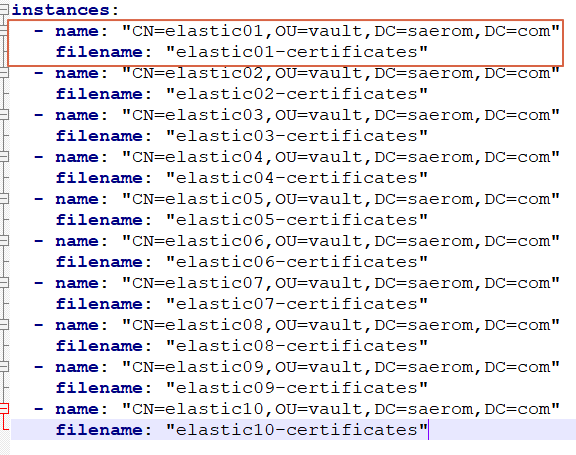 instances:
  - name: "CN=elastic01,OU=vault,DC=saerom,DC=com"
    filename: "elastic01-certificates"
  - name: "CN=elastic02,OU=vault,DC=saerom,DC=com"
    filename: "elastic02-certificates"
  - name: "CN=elastic03,OU=vault,DC=saerom,DC=com"
    filename: "elastic03-certificates"
  - name: "CN=elastic04,OU=vault,DC=saerom,DC=com"
    filename: "elastic04-certificates"
  - name: "CN=elastic05,OU=vault,DC=saerom,DC=com"
    filename: "elastic05-certificates"
  - name: "CN=elastic06,OU=vault,DC=saerom,DC=com"
    filename: "elastic06-certificates"
  - name: "CN=elastic07,OU=vault,DC=saerom,DC=com"
    filename: "elastic07-certificates"
  - name: "CN=elastic08,OU=vault,DC=saerom,DC=com"
    filename: "elastic08-certificates"
  - name: "CN=elastic09,OU=vault,DC=saerom,DC=com"
    filename: "elastic09-certificates"
  - name: "CN=elastic10,OU=vault,DC=saerom,DC=com"
    filename: "elastic10-certificates"